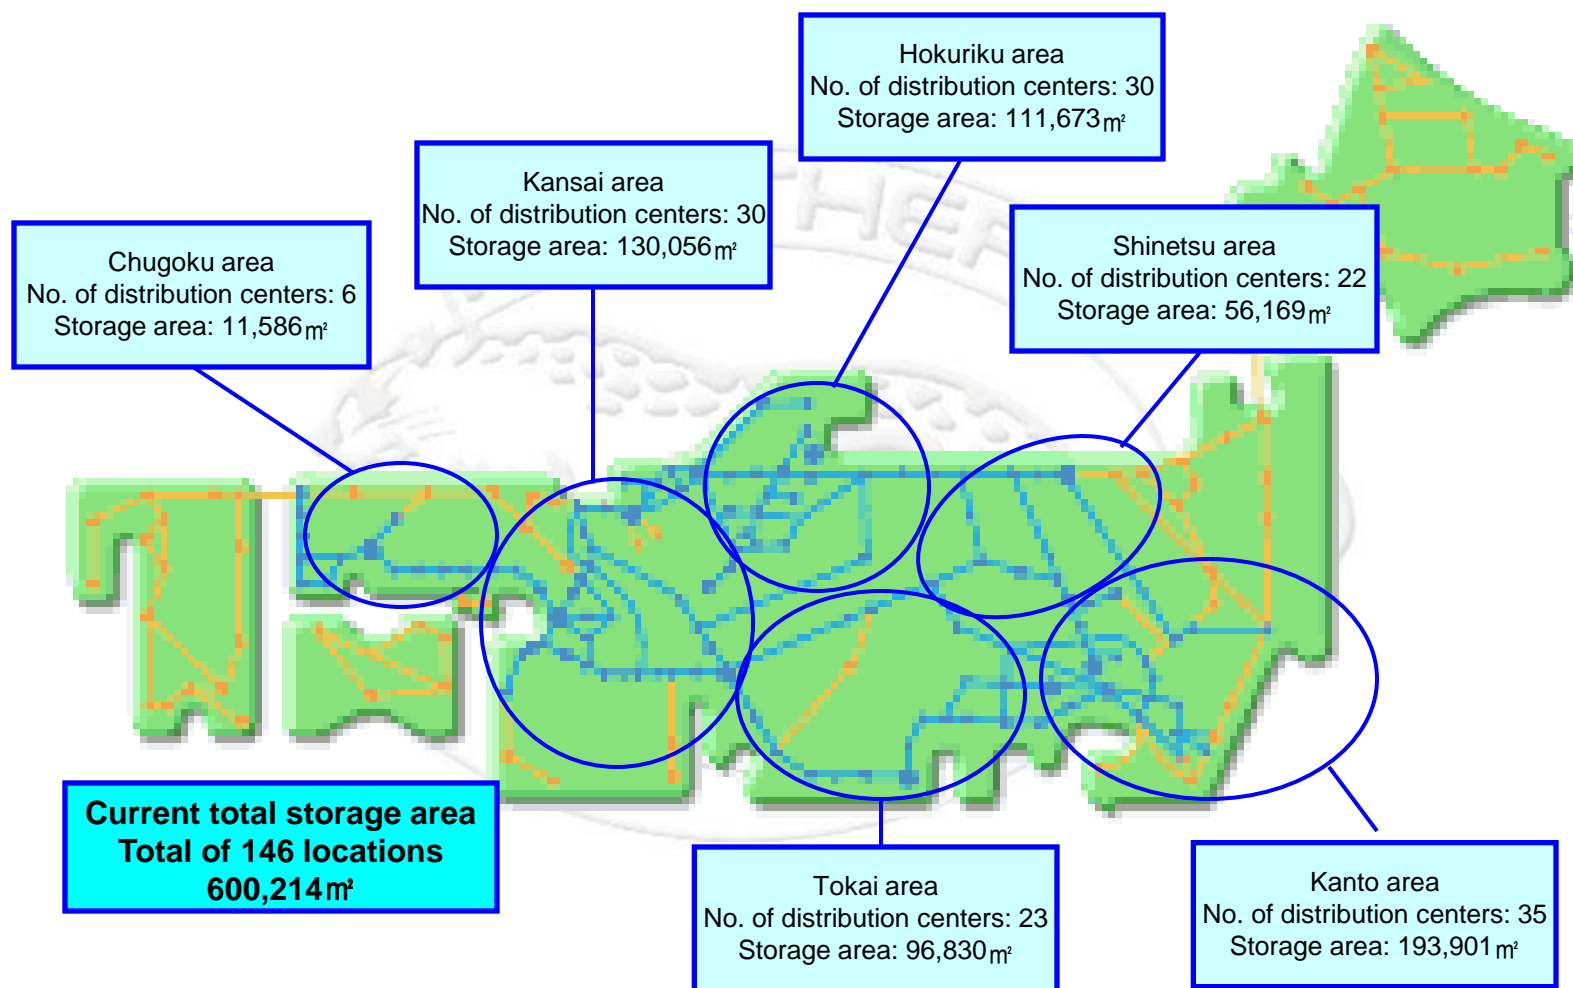 Hokuriku area
No. of distribution centers: 30
Storage area: 111,673㎡
Kansai area
No. of distribution centers: 30
Storage area: 130,056㎡
Shinetsu area
No. of distribution centers: 22
Storage area: 56,169㎡
Chugoku area
No. of distribution centers: 6
Storage area: 11,586㎡
Current total storage area
Total of 146 locations
600,214㎡
Tokai area
No. of distribution centers: 23
Storage area: 96,830㎡
Kanto area
No. of distribution centers: 35
Storage area: 193,901㎡